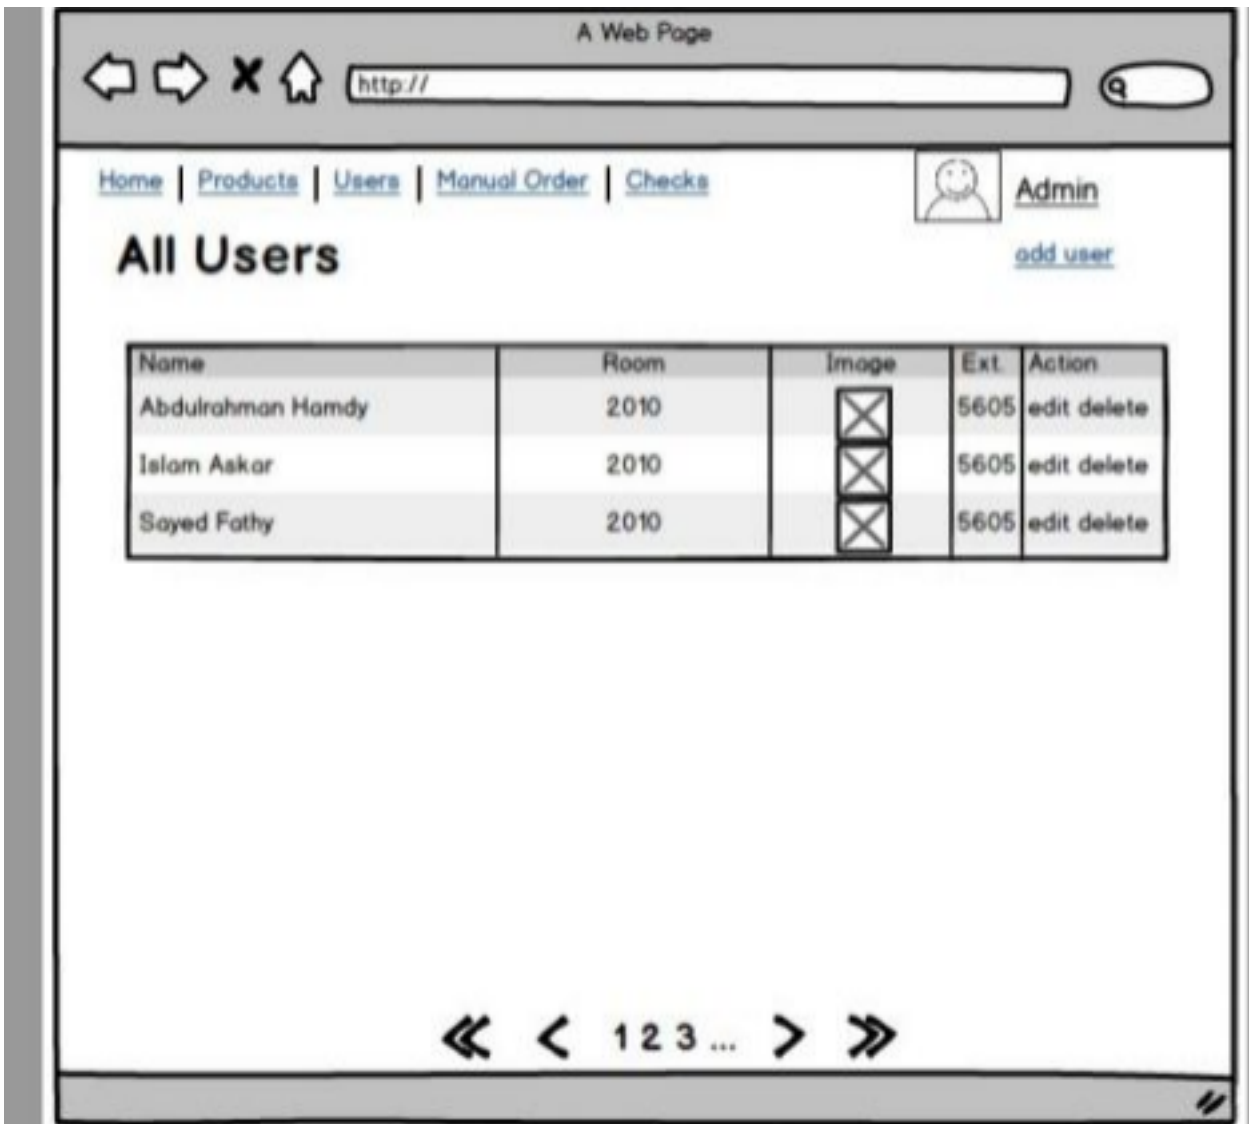 A Web Page
http://
Home | Products | Users | Manual Order | Checks Admin
All Users add user
Name Room Image Ext. Action
Abdulrahman Hamdy 2010 5605 edit delete
Islam Askar 2010 5605 edit delete
Sayed Fathy 2010 5605 edit delete
1 2 3 ...